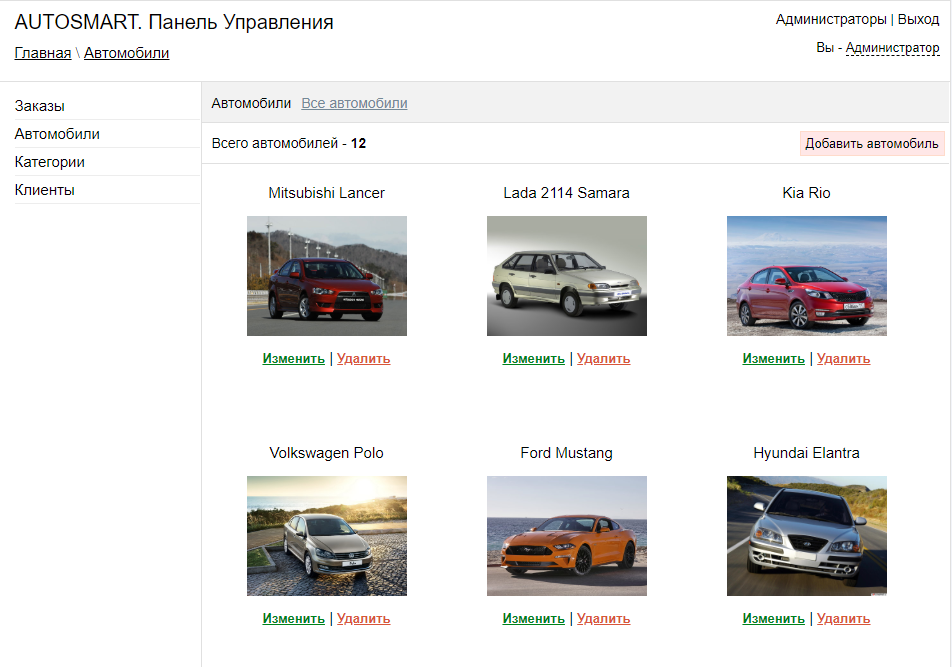 AUTOSMART. Панель Управления
Администраторы | Выход
Главная \ Автомобили
Вы - Администратор
Заказы
Автомобили
Категории
Клиенты
Автомобили Все автомобили
Всего автомобилей - 12
Добавить автомобиль
Mitsubishi Lancer
Lada 2114 Samara
Kia Rio
Изменить | Удалить
Изменить | Удалить
Изменить | Удалить
Volkswagen Polo
Ford Mustang
Hyundai Elantra
Polo
Изменить | Удалить
Изменить | Удалить
Изменить | Удалить